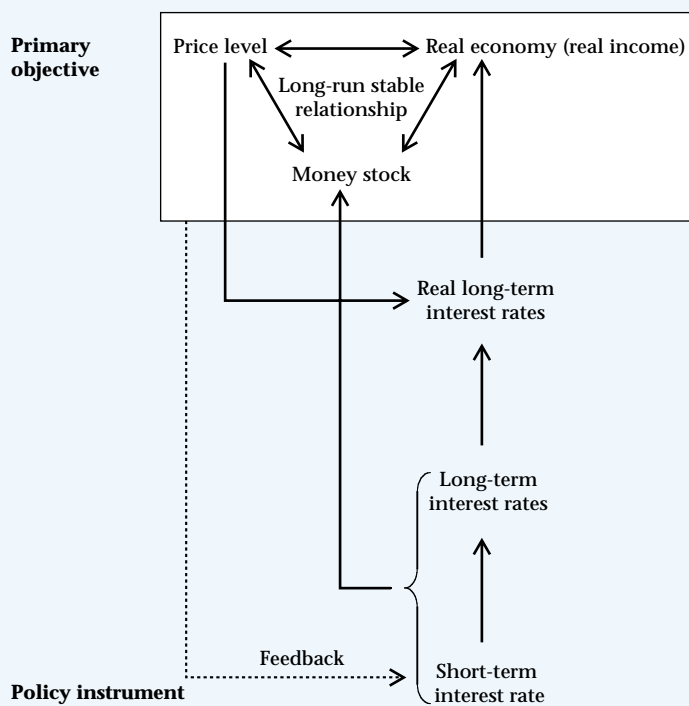 Primary
objective
Price level
Real economy (real income)
Long-run stable
relationship
Money stock
Real long-term
interest rates
Long-term
interest rates
Feedback
Short-term
interest rate
Policy instrument